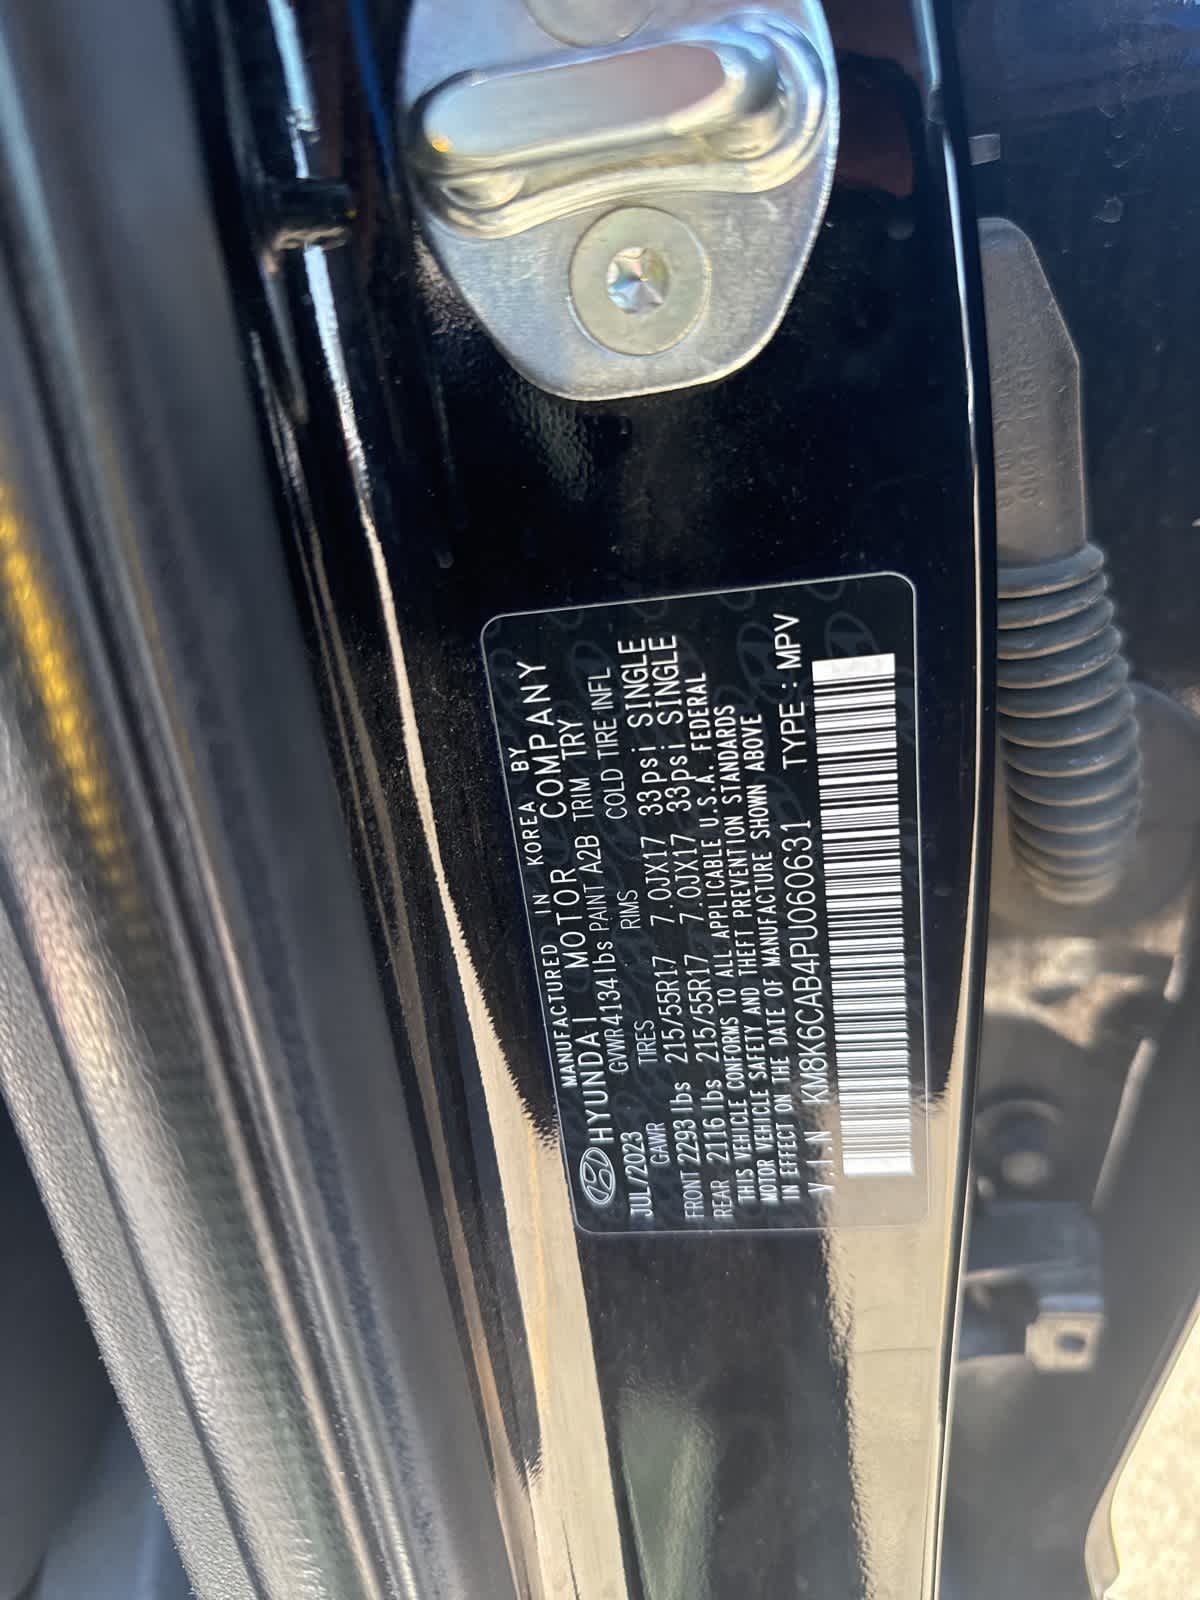 MANUFACTURED IN KOREA BY
HYUNDAI MOTOR COMPANY
JUL/2023 GVWR4134lbs PAINT A2B TRIM TRY
GAWR TIRES RIMS COLD TIRE INFL
FRONT 2293lbs 215/55R17 7.0JX17 33psi SINGLE
REAR 2116lbs 215/55R17 7.0JX17 33psi SINGLE
THIS VEHICLE CONFORMS TO ALL APPLICABLE U.S.A. FEDERAL
MOTOR VEHICLE SAFETY AND THEFT PREVENTION STANDARDS
IN EFFECT ON THE DATE OF MANUFACTURE SHOWN ABOVE
V.I.N KM8K6CAB4PU060631 TYPE:MPV